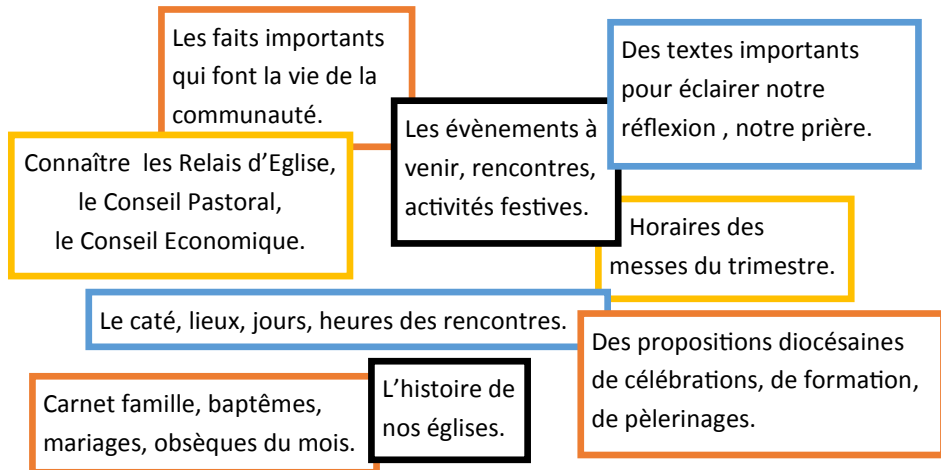 Les faits importants
qui font la vie de la
communauté.
Des textes importants
pour éclairer notre
réflexion , notre prière.
Les évènements à
venir, rencontres,
activités festives.
Connaître les Relais d’Eglise,
le Conseil Pastoral,
le Conseil Economique.
Horaires des
messes du trimestre.
Le caté, lieux, jours, heures des rencontres.
Des propositions diocésaines
de célébrations, de formation,
de pèlerinages.
Carnet famille, baptêmes,
mariages, obsèques du mois.
L’histoire de
nos églises.